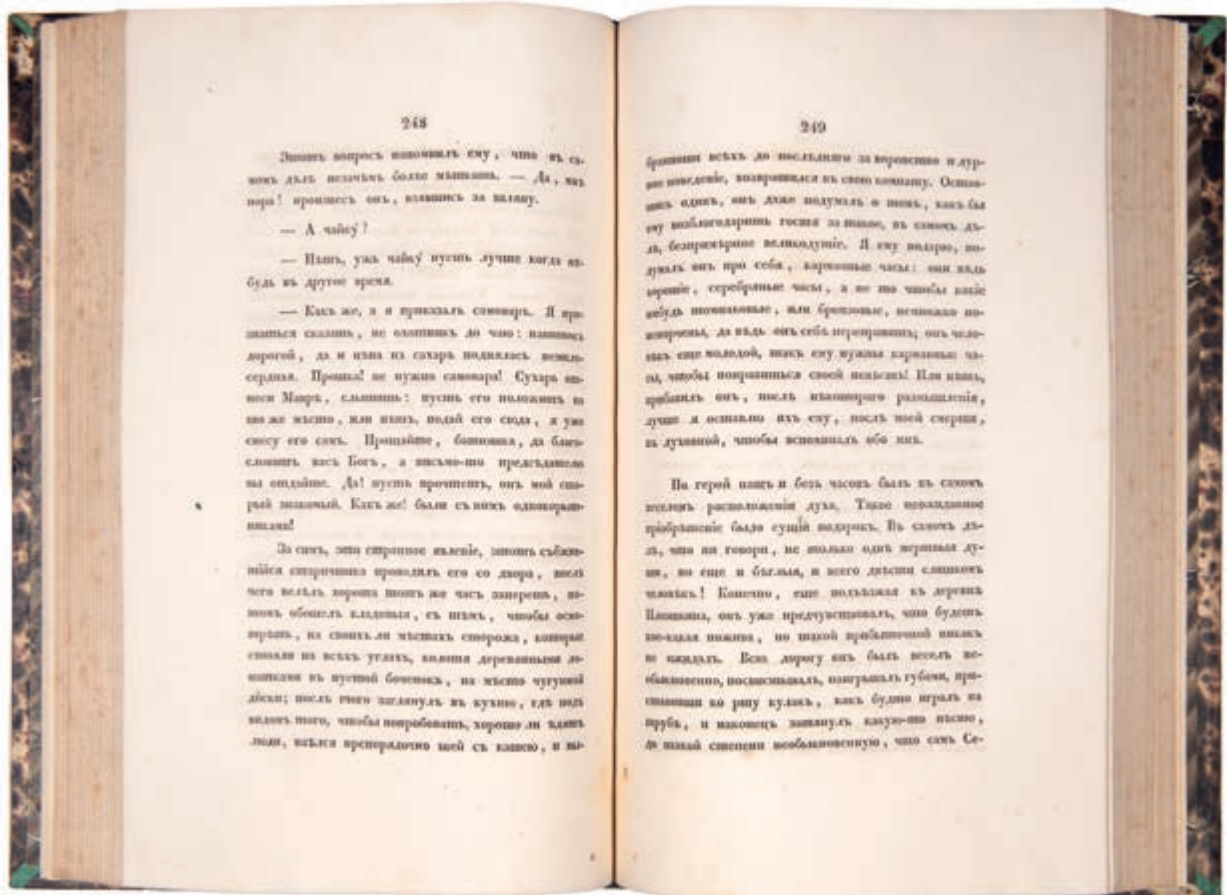 248
Этотъ вопросъ напомнилъ ему, что въ са-
момъ дѣлѣ незачѣмъ болѣе мѣшкать. — Да, мнѣ
пора! произнесъ онъ, взявшись за шляпу.
— А чайку́?
— Нѣтъ, ужъ чайку́ пусть лучше когда ни-
будь въ другое время.
— Какъ же, а я приказалъ самоваръ. Я при-
знаться сказать, не охотникъ до чаю: напитокъ
дорогой, да и цѣна на сахаръ поднялась немило-
сердная. Прошка! не нужно самовара! Сухарь от-
неси Маврѣ, слышишь: пусть его положитъ на
то же мѣсто, или нѣтъ, подай его сюда, я ужо
снесу его самъ. Прощайте, батюшка, да благо-
словитъ васъ Богъ, а письмо-то предсѣдателю
вы отдайте. Да! пусть прочтетъ, онъ мой ста-
рый знакомый. Какъ же! были съ нимъ однокорыт-
никами!
За симъ, это странное явленіе, этотъ съёжив-
шійся старичишка проводилъ его со двора, послѣ
чего велѣлъ ворота тотъ же часъ запереть, по-
томъ обошелъ кладовыя, съ тѣмъ, чтобы осмо-
трѣть, на своихъ ли мѣстахъ сторожа, которые
стояли на всѣхъ углахъ, колотя деревянными ло-
патками въ пустой боченокъ, на мѣсто чугунной
доски; послѣ того заглянулъ въ кухню, гдѣ подъ
видомъ того, чтобы попробовать, хорошо ли ѣдятъ
люди, наѣлся препорядочно щей съ кашею, и вы-
249
бранивши всѣхъ до послѣдняго за воровство и дур-
ное поведеніе, возвратился въ свою комнату. Остав-
шись одинъ, онъ даже подумалъ о томъ, какъ бы
ему возблагодарить гостя за такое, въ самомъ дѣ-
лѣ, безпримѣрное великодушіе. Я ему подарю, по-
думалъ онъ про себя, карманные часы: они вѣдь
хорошіе, серебряные часы, а не то чтобы какіе
нибудь томпаковые, или бронзовые, немножко по-
испорчены, да вѣдь онъ себѣ переправитъ; онъ чело-
вѣкъ еще молодой, такъ ему нужны карманные ча-
сы, чтобы понравиться своей невѣстѣ! Или нѣтъ,
прибавилъ онъ, послѣ нѣкотораго размышленія,
лучше я оставлю ихъ ему, послѣ моей смерти,
въ духовной, чтобы вспоминалъ обо мнѣ.
Но герой нашъ и безъ часовъ былъ въ самомъ
веселомъ расположеніи духа. Такое неожиданное
пріобрѣтеніе было сущій подарокъ. Въ самомъ дѣ-
лѣ, что ни говори, не только однѣ мертвыя ду-
ши, но еще и бѣглыя, и всего двѣсти слишкомъ
человѣкъ! Конечно, еще подъѣзжая къ деревнѣ
Плюшкина, онъ уже предчувствовалъ, что будетъ
кое-какая пожива, но такой прибыточной никакъ
не ожидалъ. Всю дорогу онъ былъ веселъ не-
обыкновенно, посвистывалъ, наигрывалъ губами, при-
ставивши ко рту кулакъ, какъ будто игралъ на
трубѣ, и наконецъ затянулъ какую-то пѣсню,
до такой степени необыкновенную, что самъ Се-